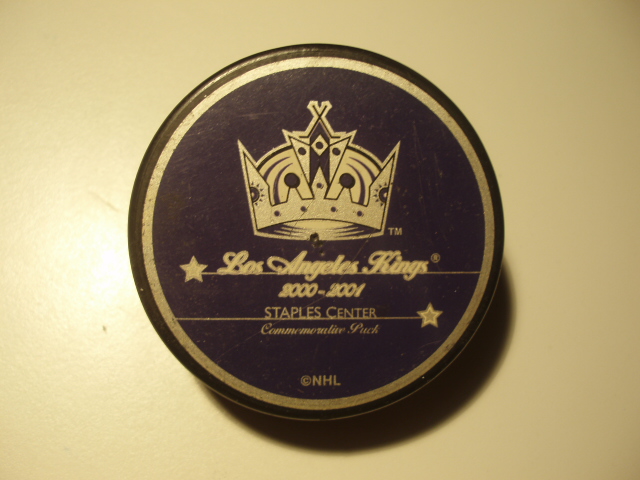 TM
Los Angeles Kings®
2000-2001
STAPLES CENTER
Commemorative Puck
©NHL